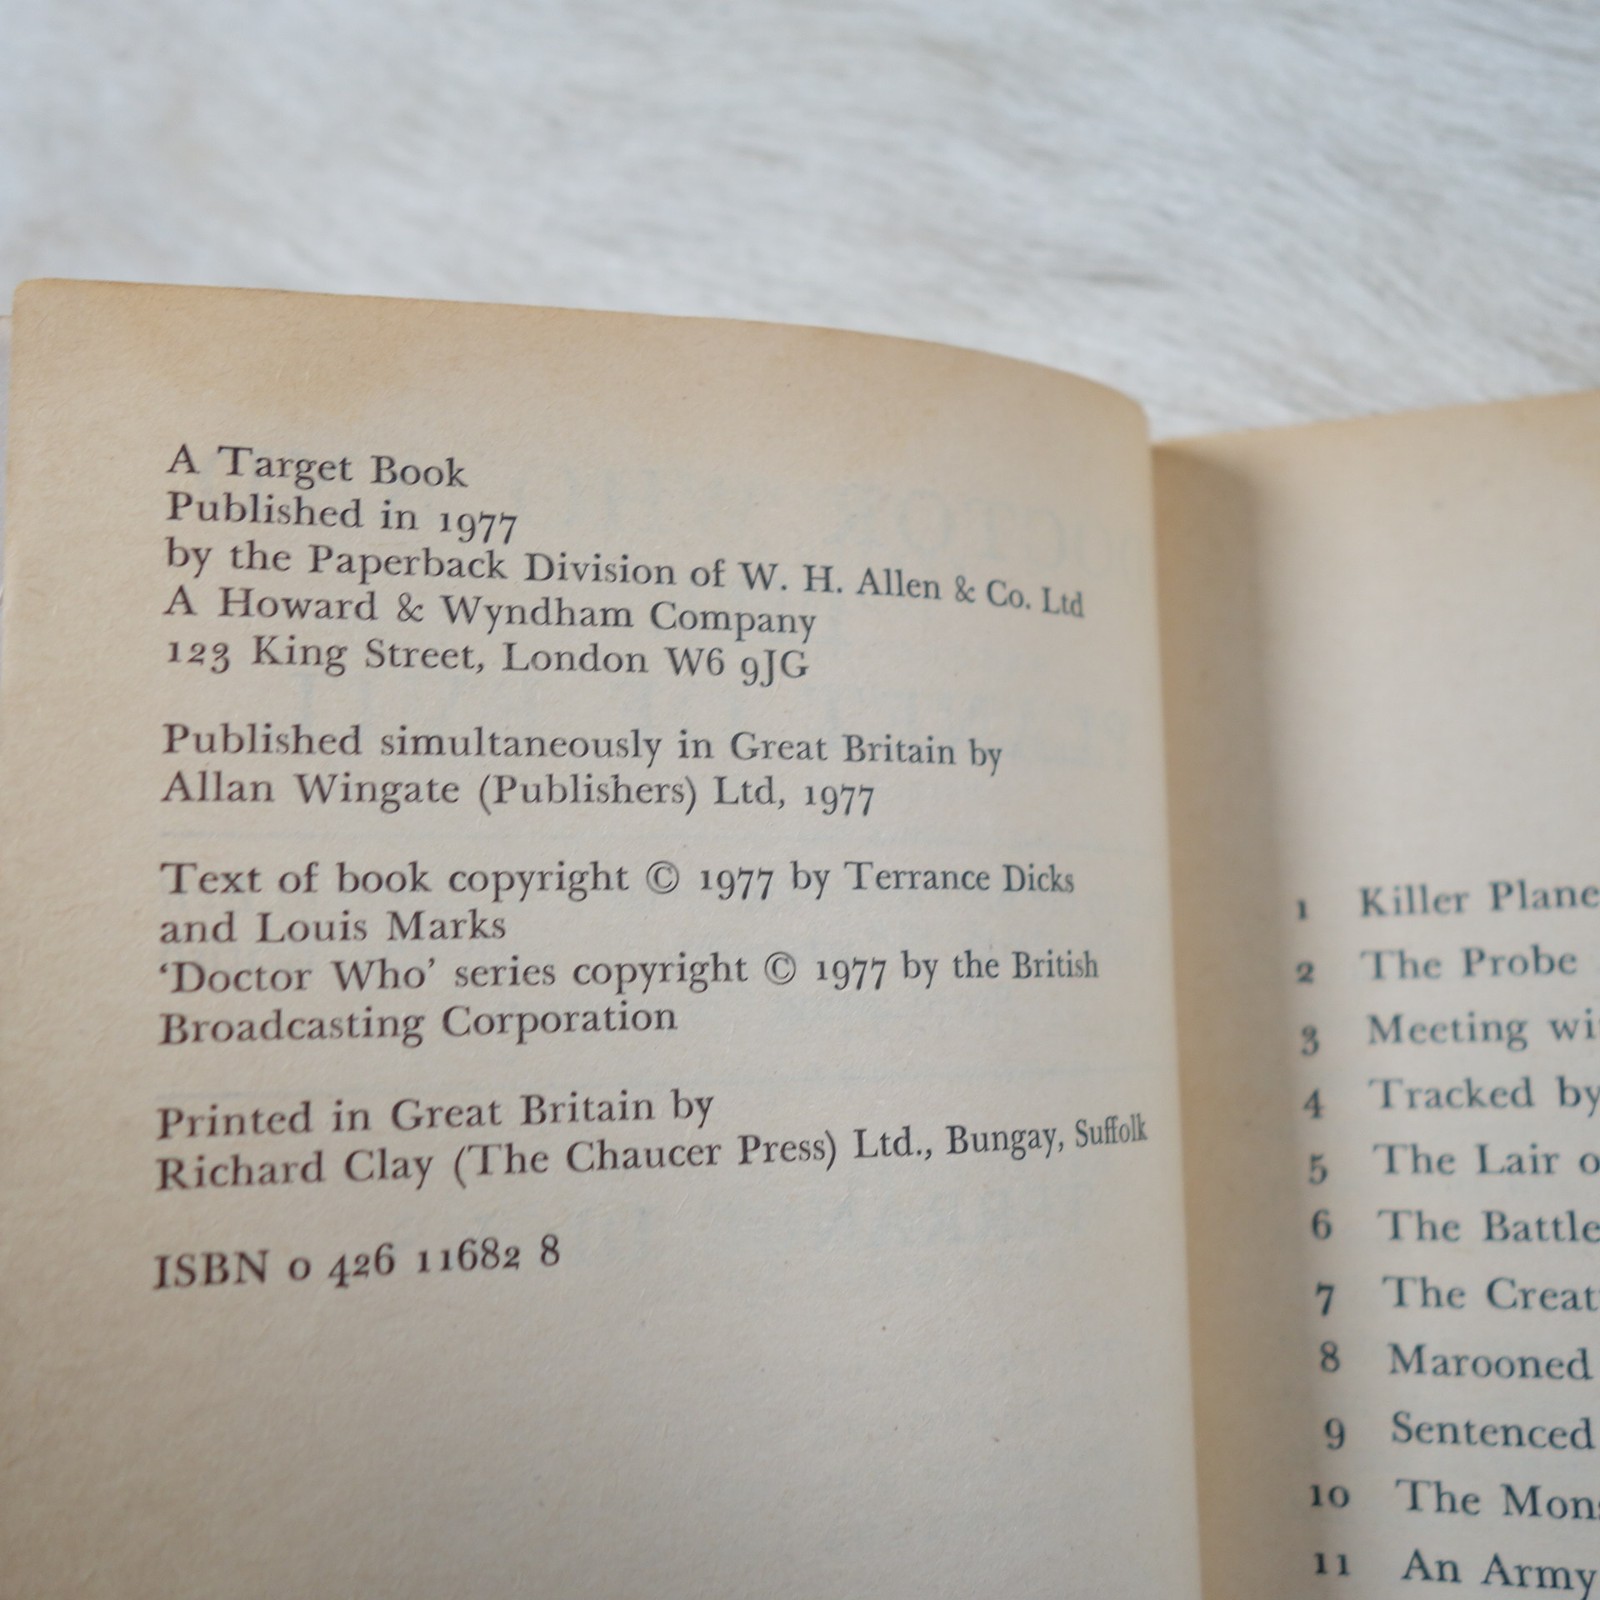 A Target Book
Published in 1977
by the Paperback Division of W. H. Allen & Co. Ltd
A Howard & Wyndham Company
123 King Street, London W6 9JG
Published simultaneously in Great Britain by
Allan Wingate (Publishers) Ltd, 1977
Text of book copyright © 1977 by Terrance Dicks
and Louis Marks
‘Doctor Who’ series copyright © 1977 by the British
Broadcasting Corporation
Printed in Great Britain by
Richard Clay (The Chaucer Press) Ltd., Bungay, Suffolk
ISBN 0 426 11682 8
1 Killer Plane
2 The Probe
3 Meeting wi
4 Tracked by
5 The Lair o
6 The Battle
7 The Creat
8 Marooned
9 Sentenced
10 The Mons
11 An Army